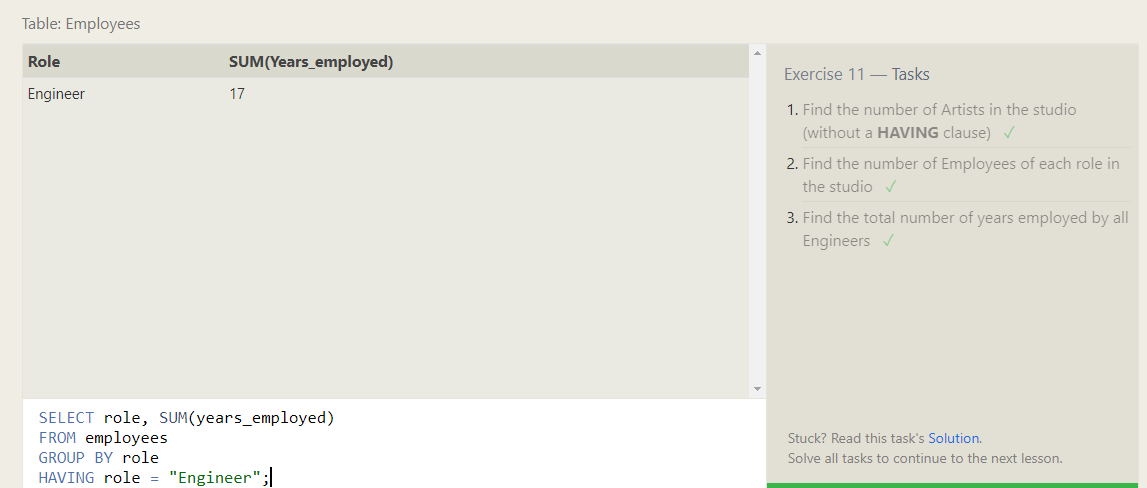 Table: Employees
Role SUM(Years_employed)
Engineer 17
SELECT role, SUM(years_employed)
FROM employees
GROUP BY role
HAVING role = "Engineer";
Exercise 11 — Tasks
1. Find the number of Artists in the studio
(without a HAVING clause) ✓
2. Find the number of Employees of each role in
the studio ✓
3. Find the total number of years employed by all
Engineers ✓
Stuck? Read this task's Solution.
Solve all tasks to continue to the next lesson.